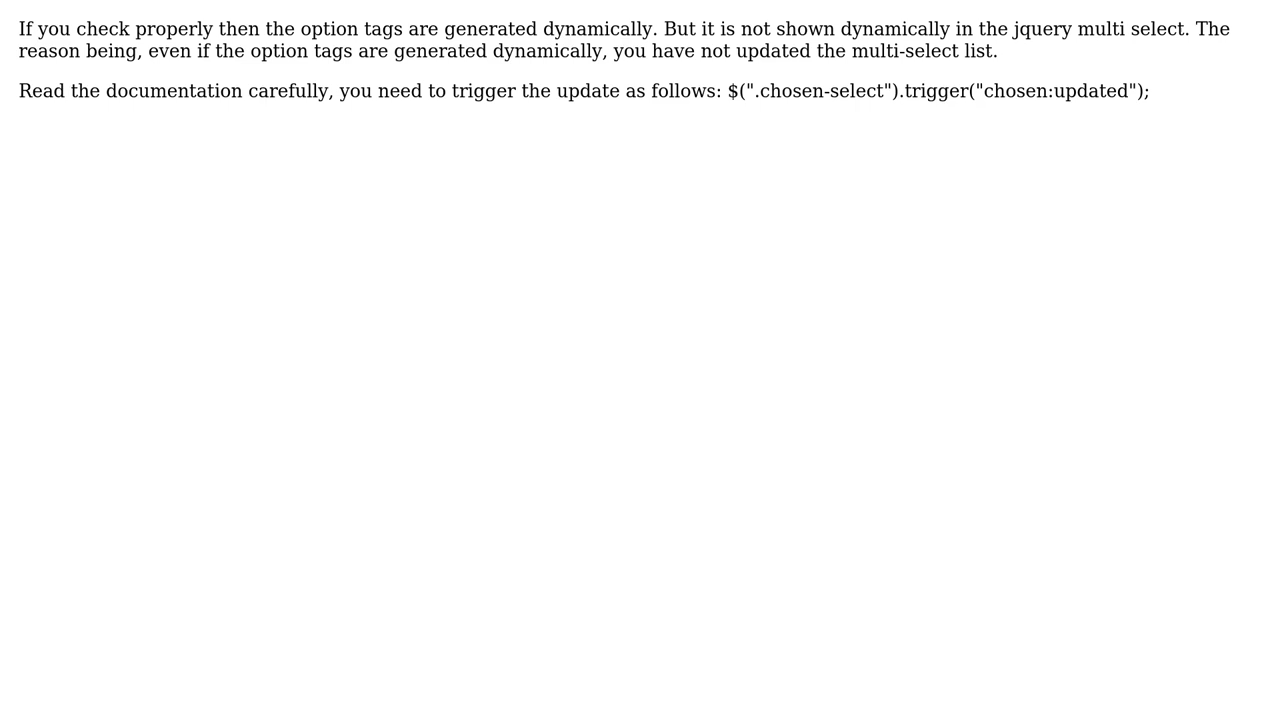 If you check properly then the option tags are generated dynamically. But it is not shown dynamically in the jquery multi select. The
reason being, even if the option tags are generated dynamically, you have not updated the multi-select list.
Read the documentation carefully, you need to trigger the update as follows: $(".chosen-select").trigger("chosen:updated");